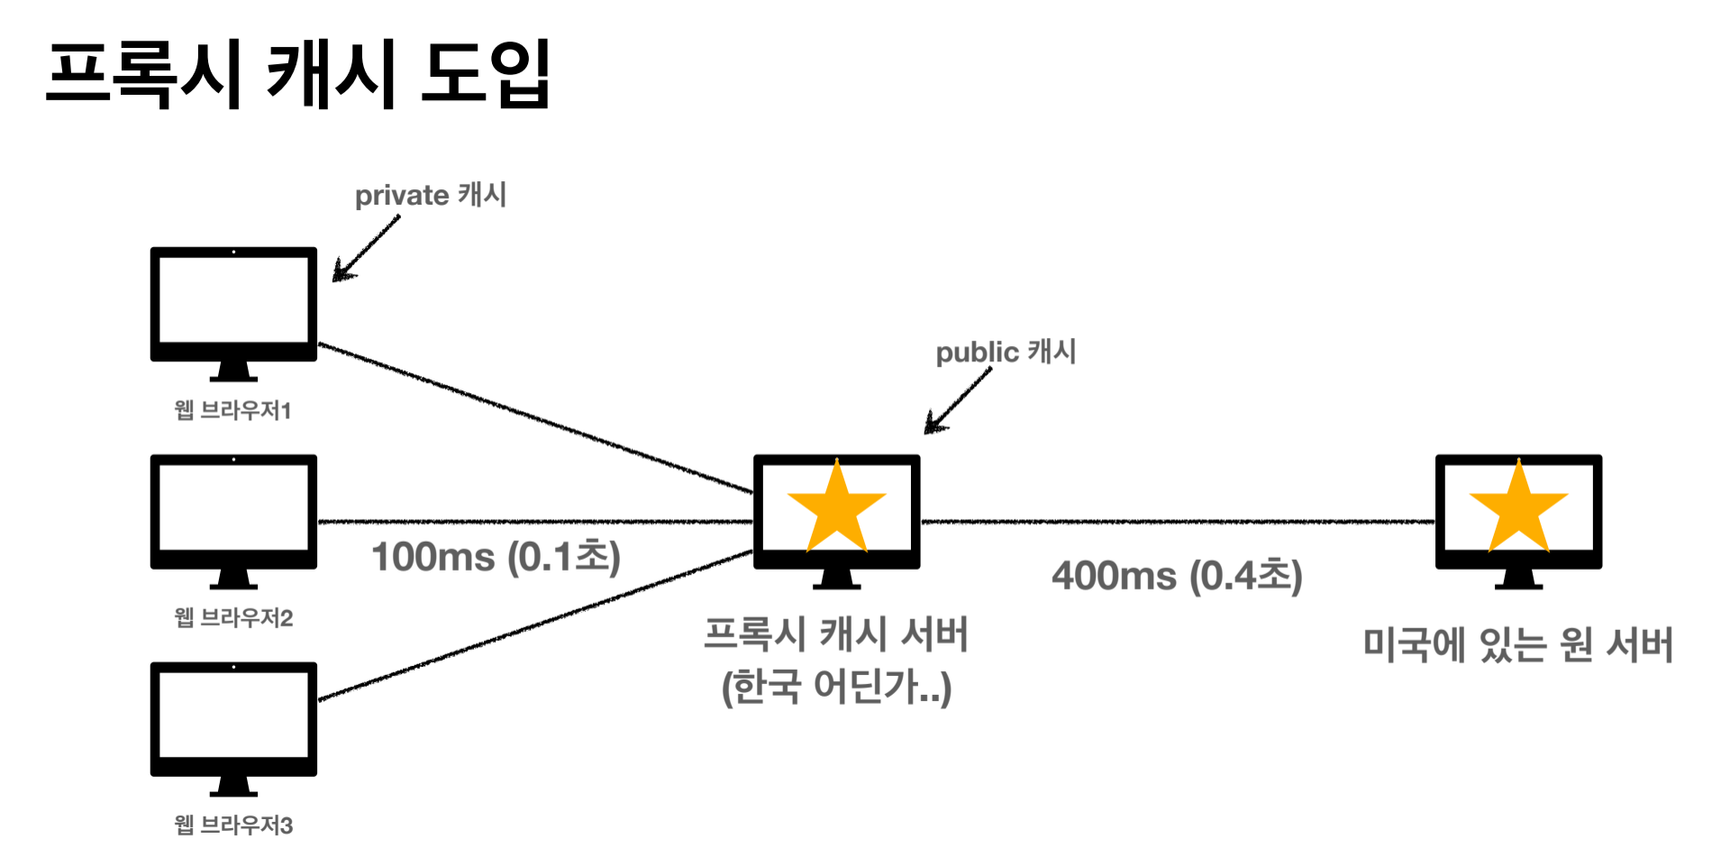 프록시 캐시 도입
private 캐시
웹 브라우저1
public 캐시
웹 브라우저2
100ms (0.1초)
400ms (0.4초)
프록시 캐시 서버
(한국 어딘가..)
미국에 있는 원 서버
웹 브라우저3